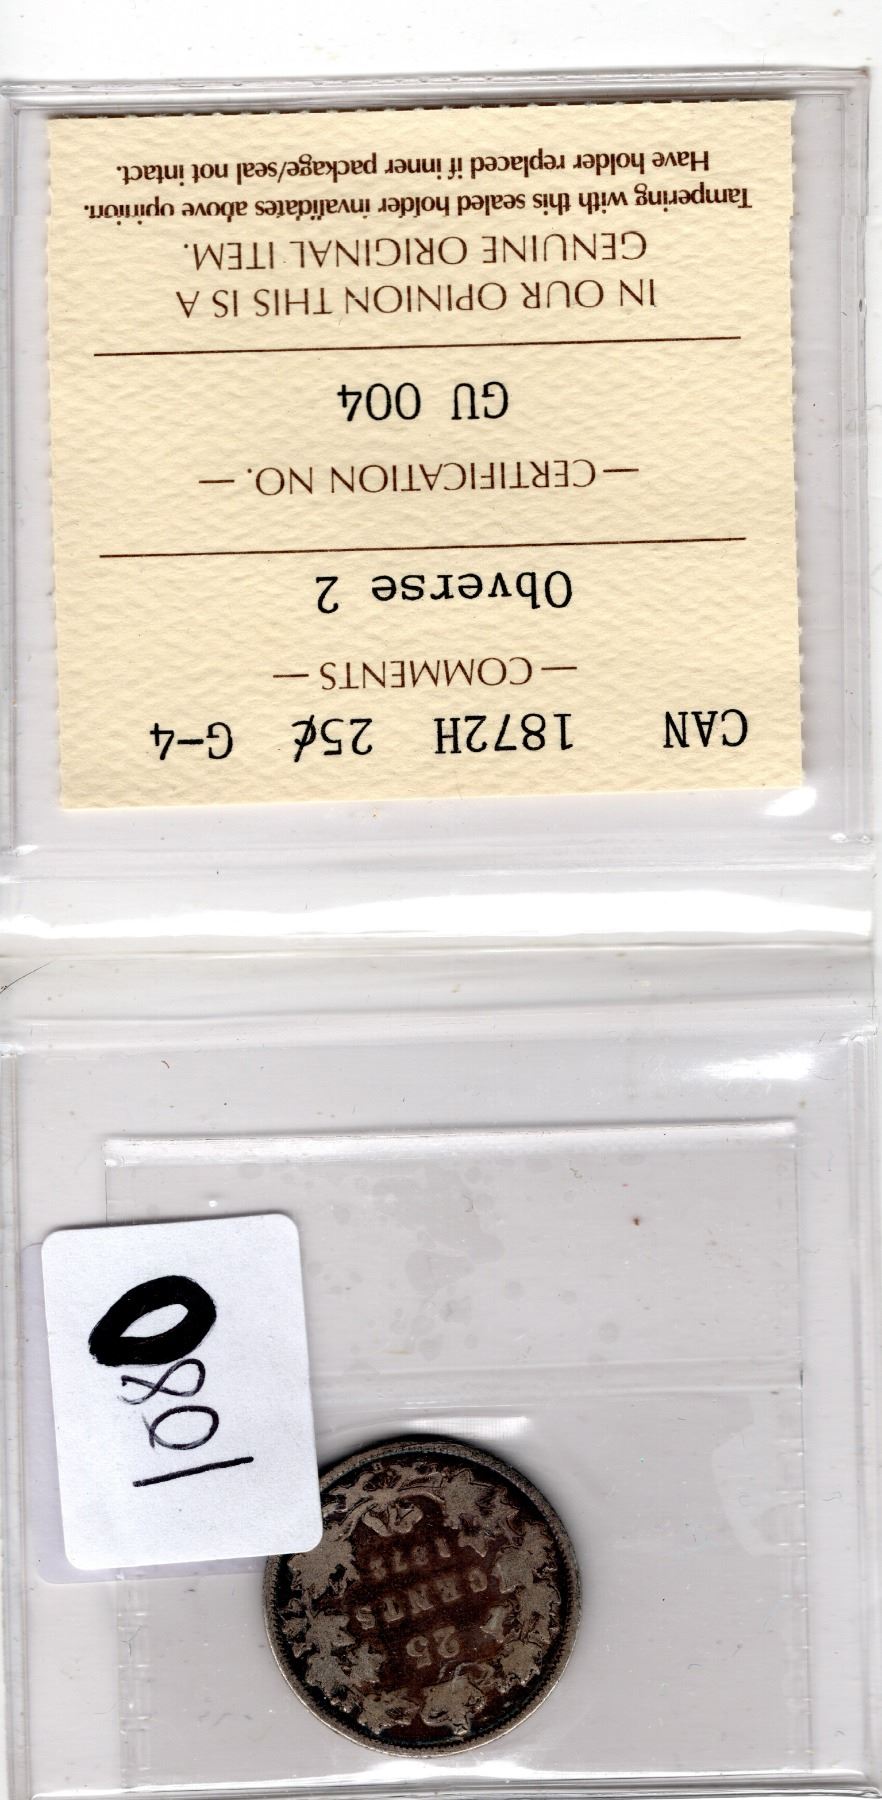 CAN 1872H 25¢ G-4
— COMMENTS —
Obverse 2
— CERTIFICATION NO. —
GU 004
IN OUR OPINION THIS IS A
GENUINE ORIGINAL ITEM.
Tampering with this sealed holder invalidates above opinion.
Have holder replaced if inner package/seal not intact.
1080
25
CENTS
1872